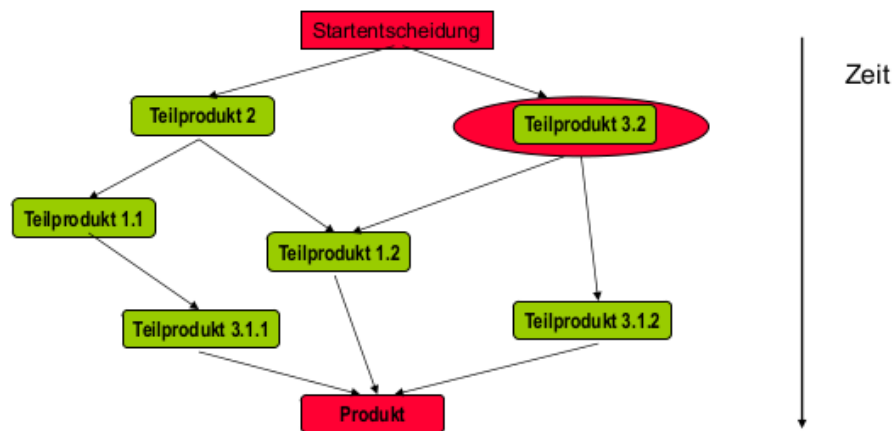 Startentscheidung
Zeit
Teilprodukt 2
Teilprodukt 3.2
Teilprodukt 1.1
Teilprodukt 1.2
Teilprodukt 3.1.1
Teilprodukt 3.1.2
Produkt